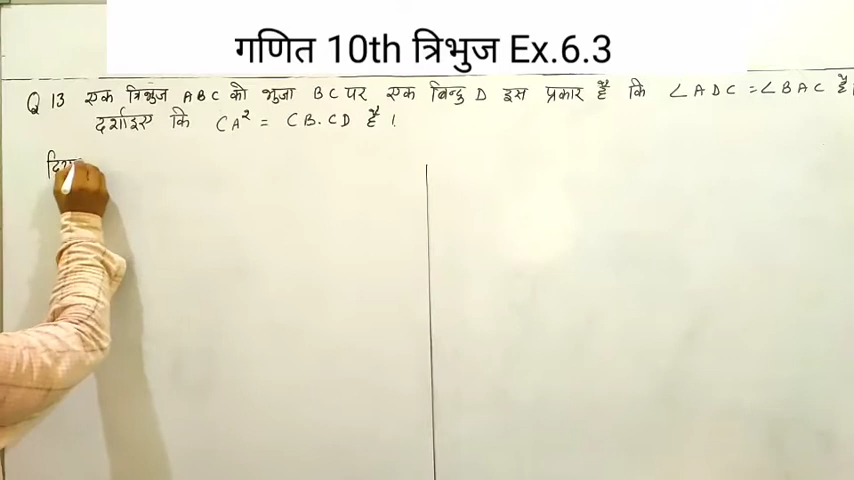 गणित 10th त्रिभुज Ex.6.3
Q 13 एक त्रिभुज ABC की भुजा BC पर एक बिन्दु D इस प्रकार है कि ∠ADC = ∠BAC है।
दर्शाइए कि CA² = CB.CD है।